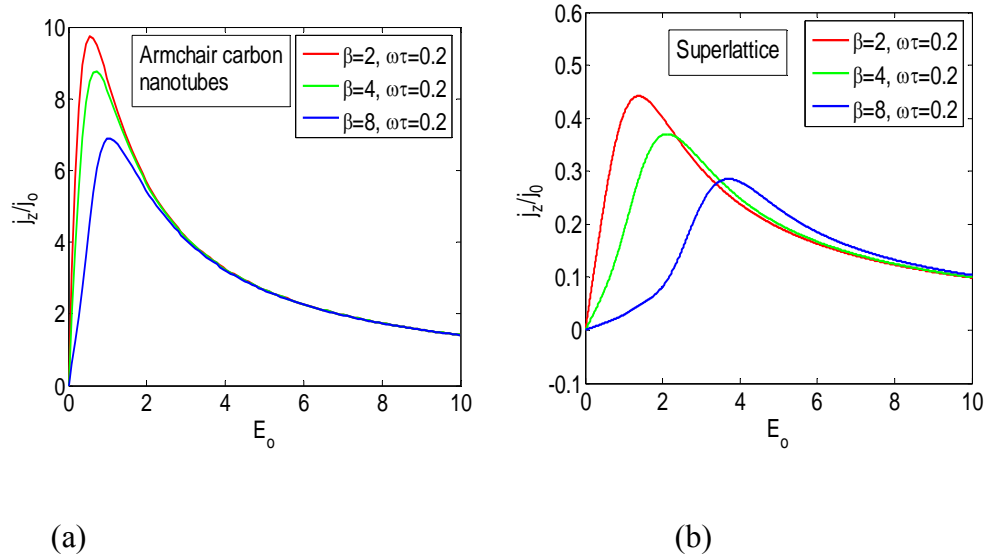 Armchair carbon
nanotubes
β=2, ωτ=0.2
β=4, ωτ=0.2
β=8, ωτ=0.2
10
8
6
4
2
0
j_z/j_o
0 2 4 6 8 10
E_o
(a)
Superlattice
β=2, ωτ=0.2
β=4, ωτ=0.2
β=8, ωτ=0.2
0.6
0.5
0.4
0.3
0.2
0.1
0
-0.1
j_z/j_0
0 2 4 6 8 10
E_o
(b)